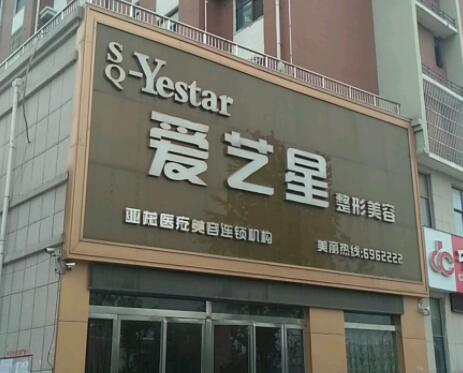 SQ-Yestar
爱艺星 整形美容
亚龙医疗美容连锁机构 美丽热线:6962222